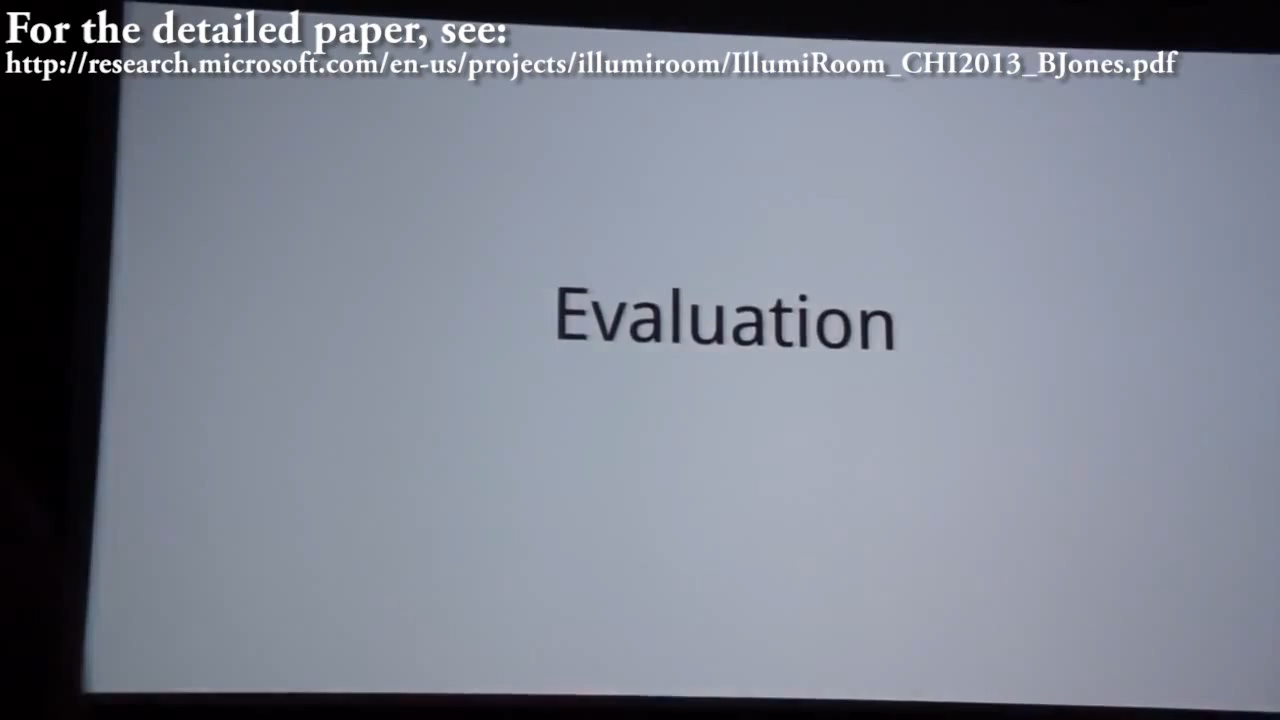 For the detailed paper, see:
http://research.microsoft.com/en-us/projects/illumiroom/IllumiRoom_CHI2013_BJones.pdf
Evaluation